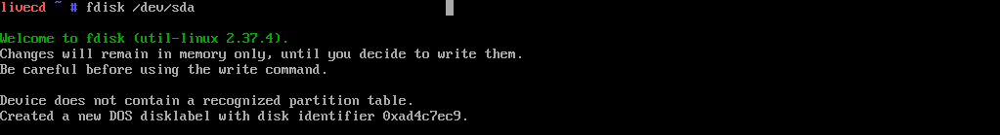 livecd ~ # fdisk /dev/sda
Welcome to fdisk (util-linux 2.37.4).
Changes will remain in memory only, until you decide to write them.
Be careful before using the write command.
Device does not contain a recognized partition table.
Created a new DOS disklabel with disk identifier 0xad4c7ec9.